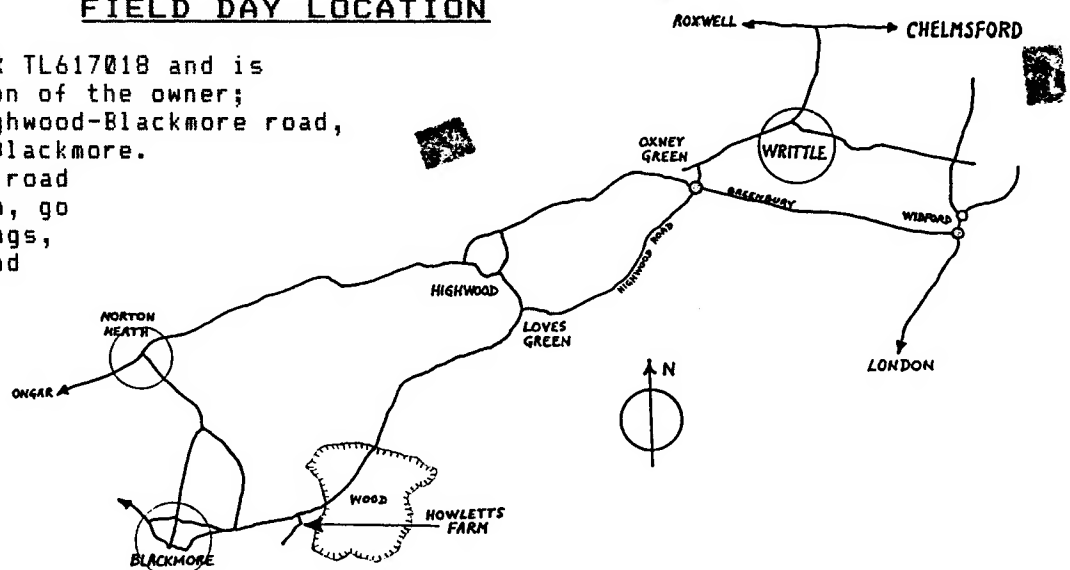 FIELD DAY LOCATION
TL617018 and is
on of the owner;
ghwood-Blackmore road,
Blackmore.
road
, go
gs,
nd
ROXWELL
CHELMSFORD
OXNEY
GREEN
WRITTLE
GREENBURY
WIDFORD
HIGHWOOD ROAD
HIGHWOOD
LOVES
GREEN
NORTON
HEATH
ONGAR
LONDON
N
WOOD
HOWLETTS
FARM
BLACKMORE